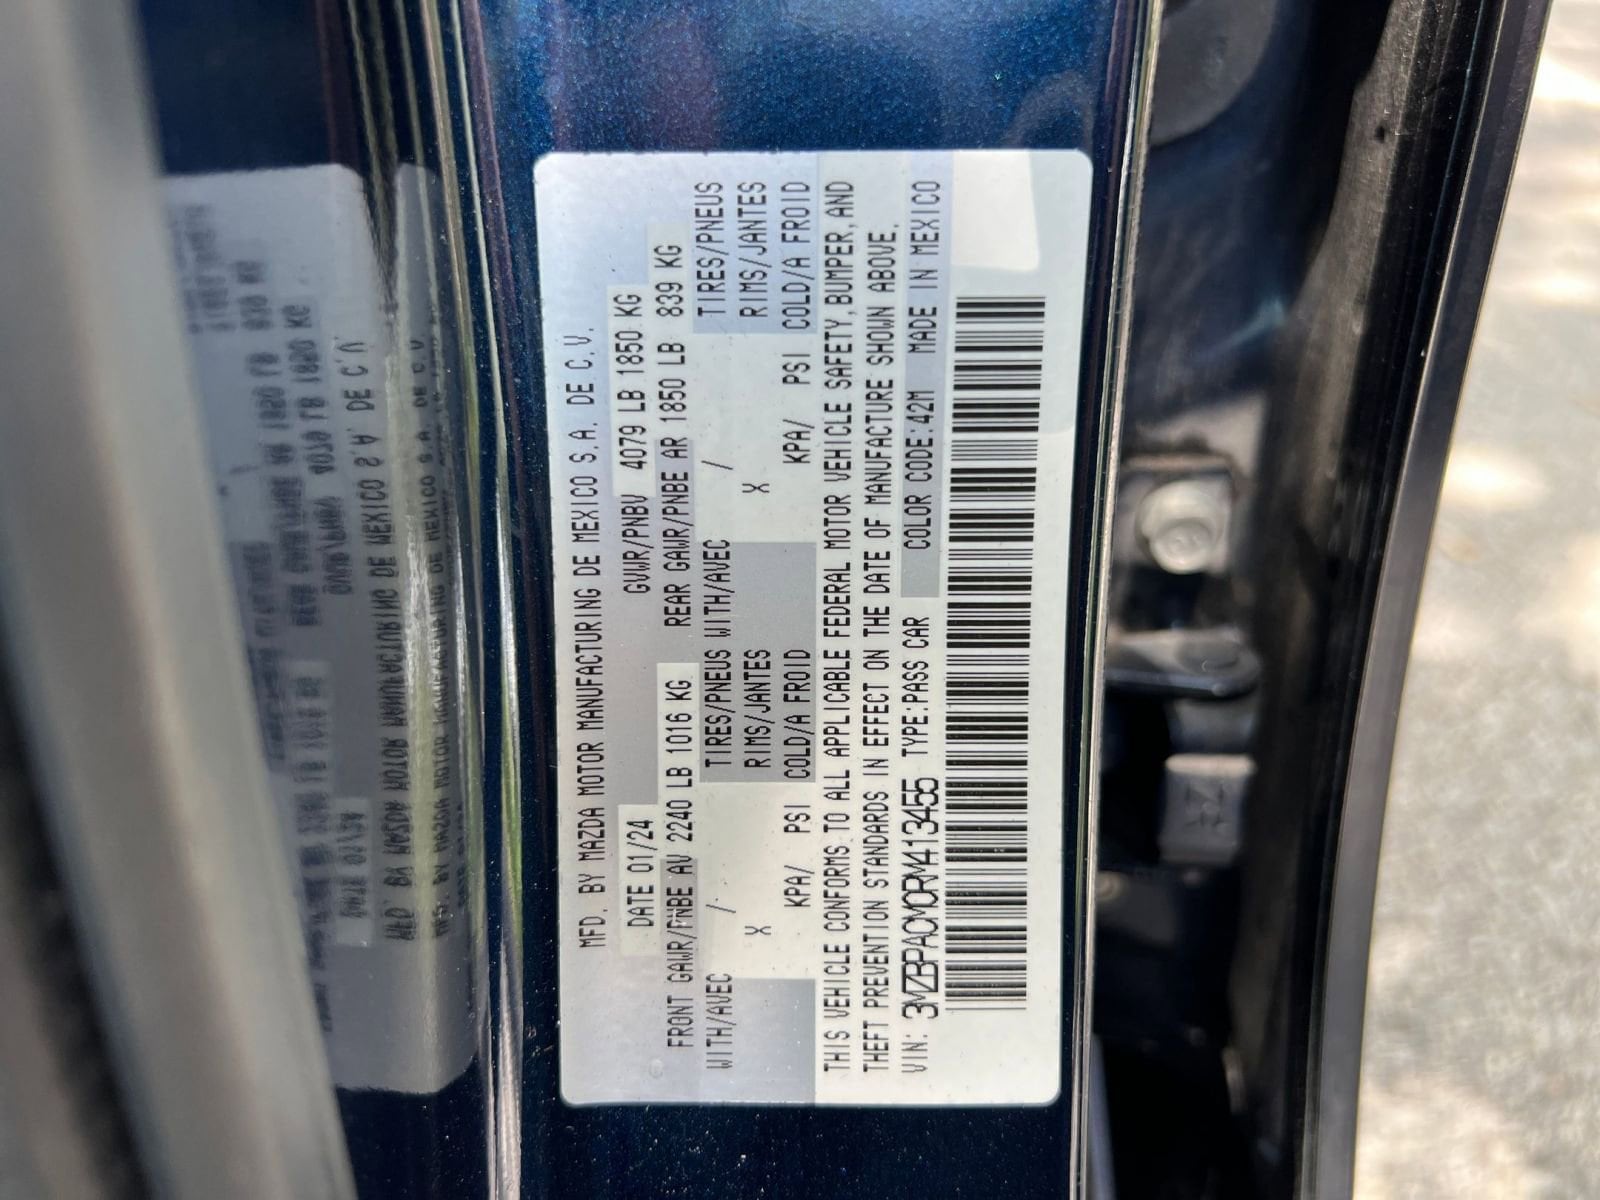 MFD. BY MAZDA MOTOR MANUFACTURING DE MEXICO S.A. DE C.V.
DATE 01/24 GVWR/PNBV 4079 LB 1850 KG
FRONT GAWR/PNBE AV 2240 LB 1016 KG REAR GAWR/PNBE AR 1850 LB 839 KG
WITH/AVEC / TIRES/PNEUS WITH/AVEC / TIRES/PNEUS
X RIMS/JANTES X RIMS/JANTES
KPA/ PSI COLD/A FROID KPA/ PSI COLD/A FROID
THIS VEHICLE CONFORMS TO ALL APPLICABLE FEDERAL MOTOR VEHICLE SAFETY, BUMPER, AND
THEFT PREVENTION STANDARDS IN EFFECT ON THE DATE OF MANUFACTURE SHOWN ABOVE.
VIN: 3MZBPACM0RM413455 TYPE:PASS CAR COLOR CODE:42M MADE IN MEXICO